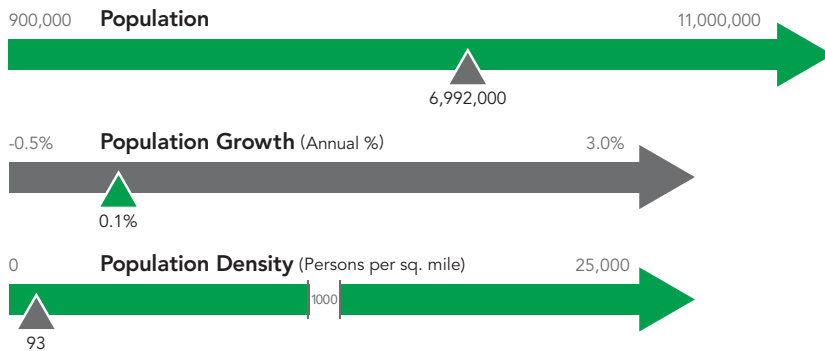 900,000 Population 11,000,000
6,992,000
-0.5% Population Growth (Annual %) 3.0%
0.1%
0 Population Density (Persons per sq. mile) 25,000
1000
93